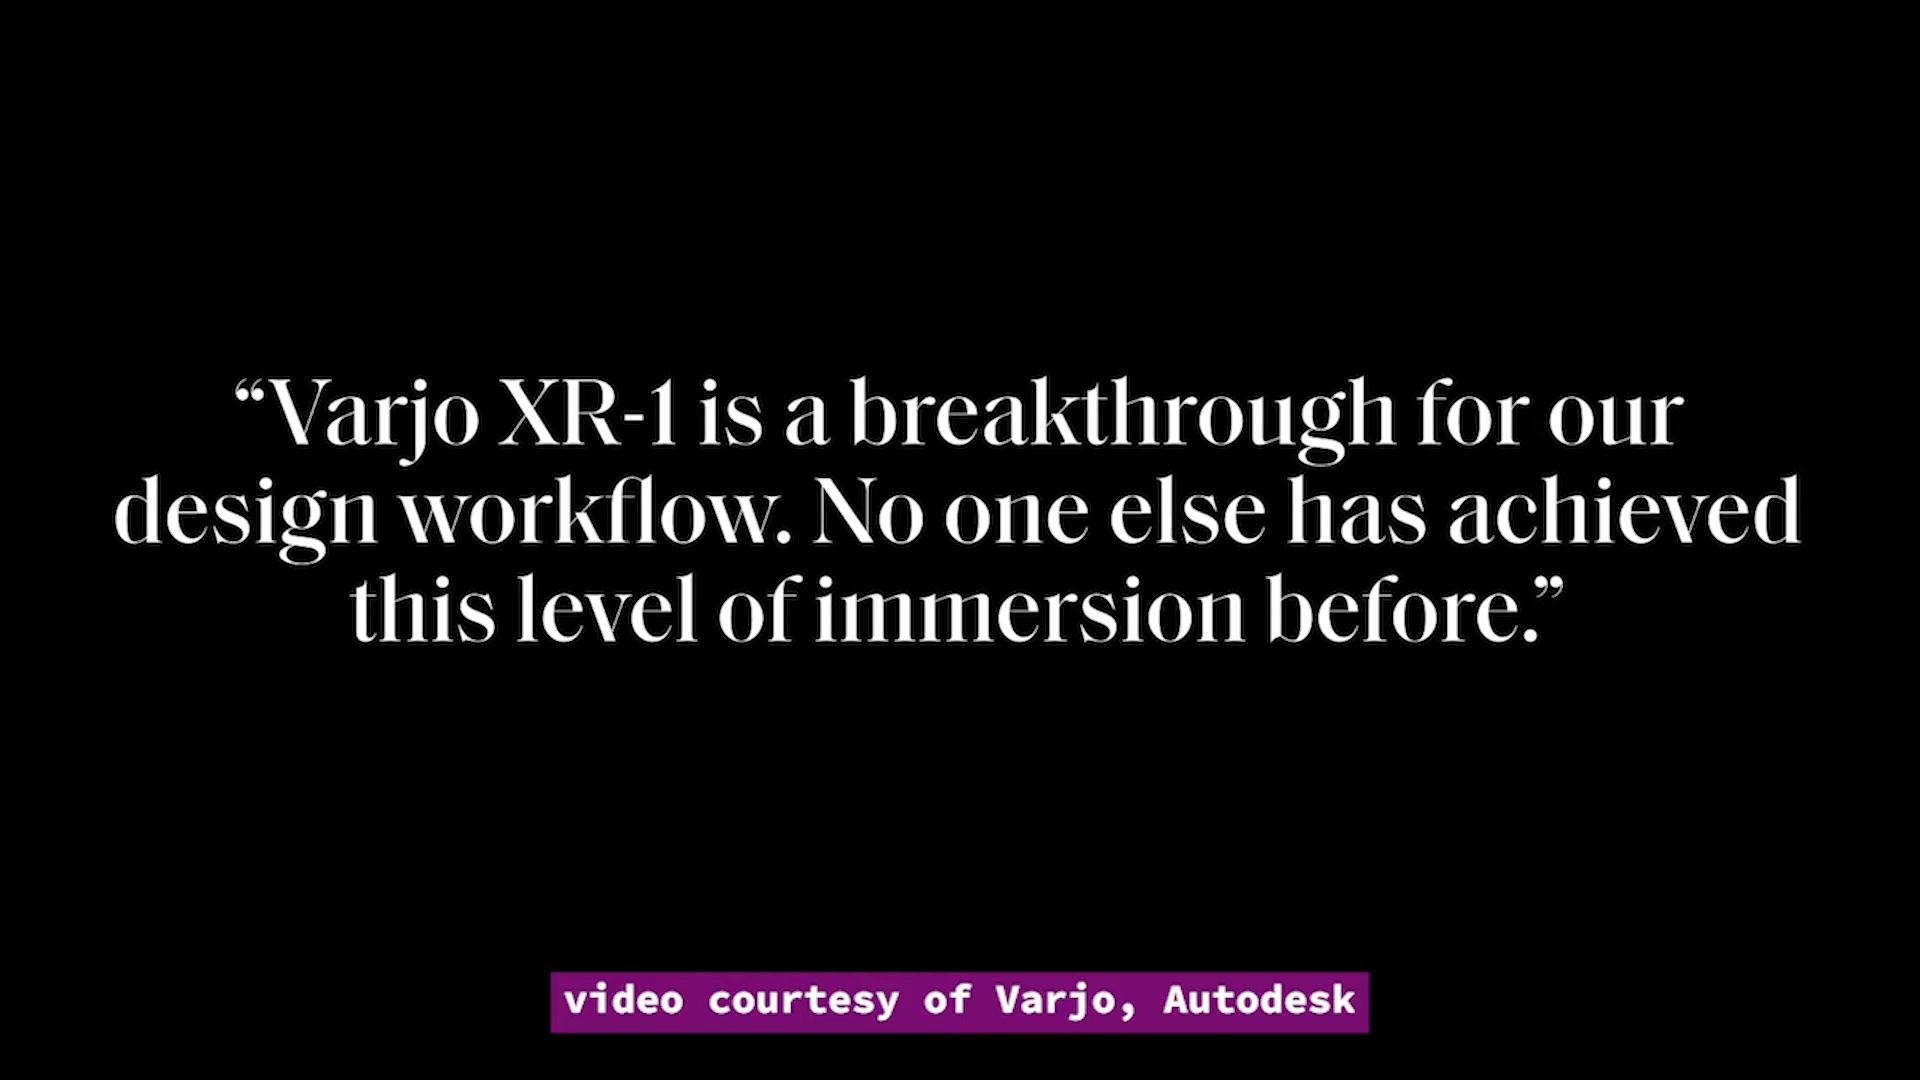 “Varjo XR-1 is a breakthrough for our
design workflow. No one else has achieved
this level of immersion before.”
video courtesy of Varjo, Autodesk